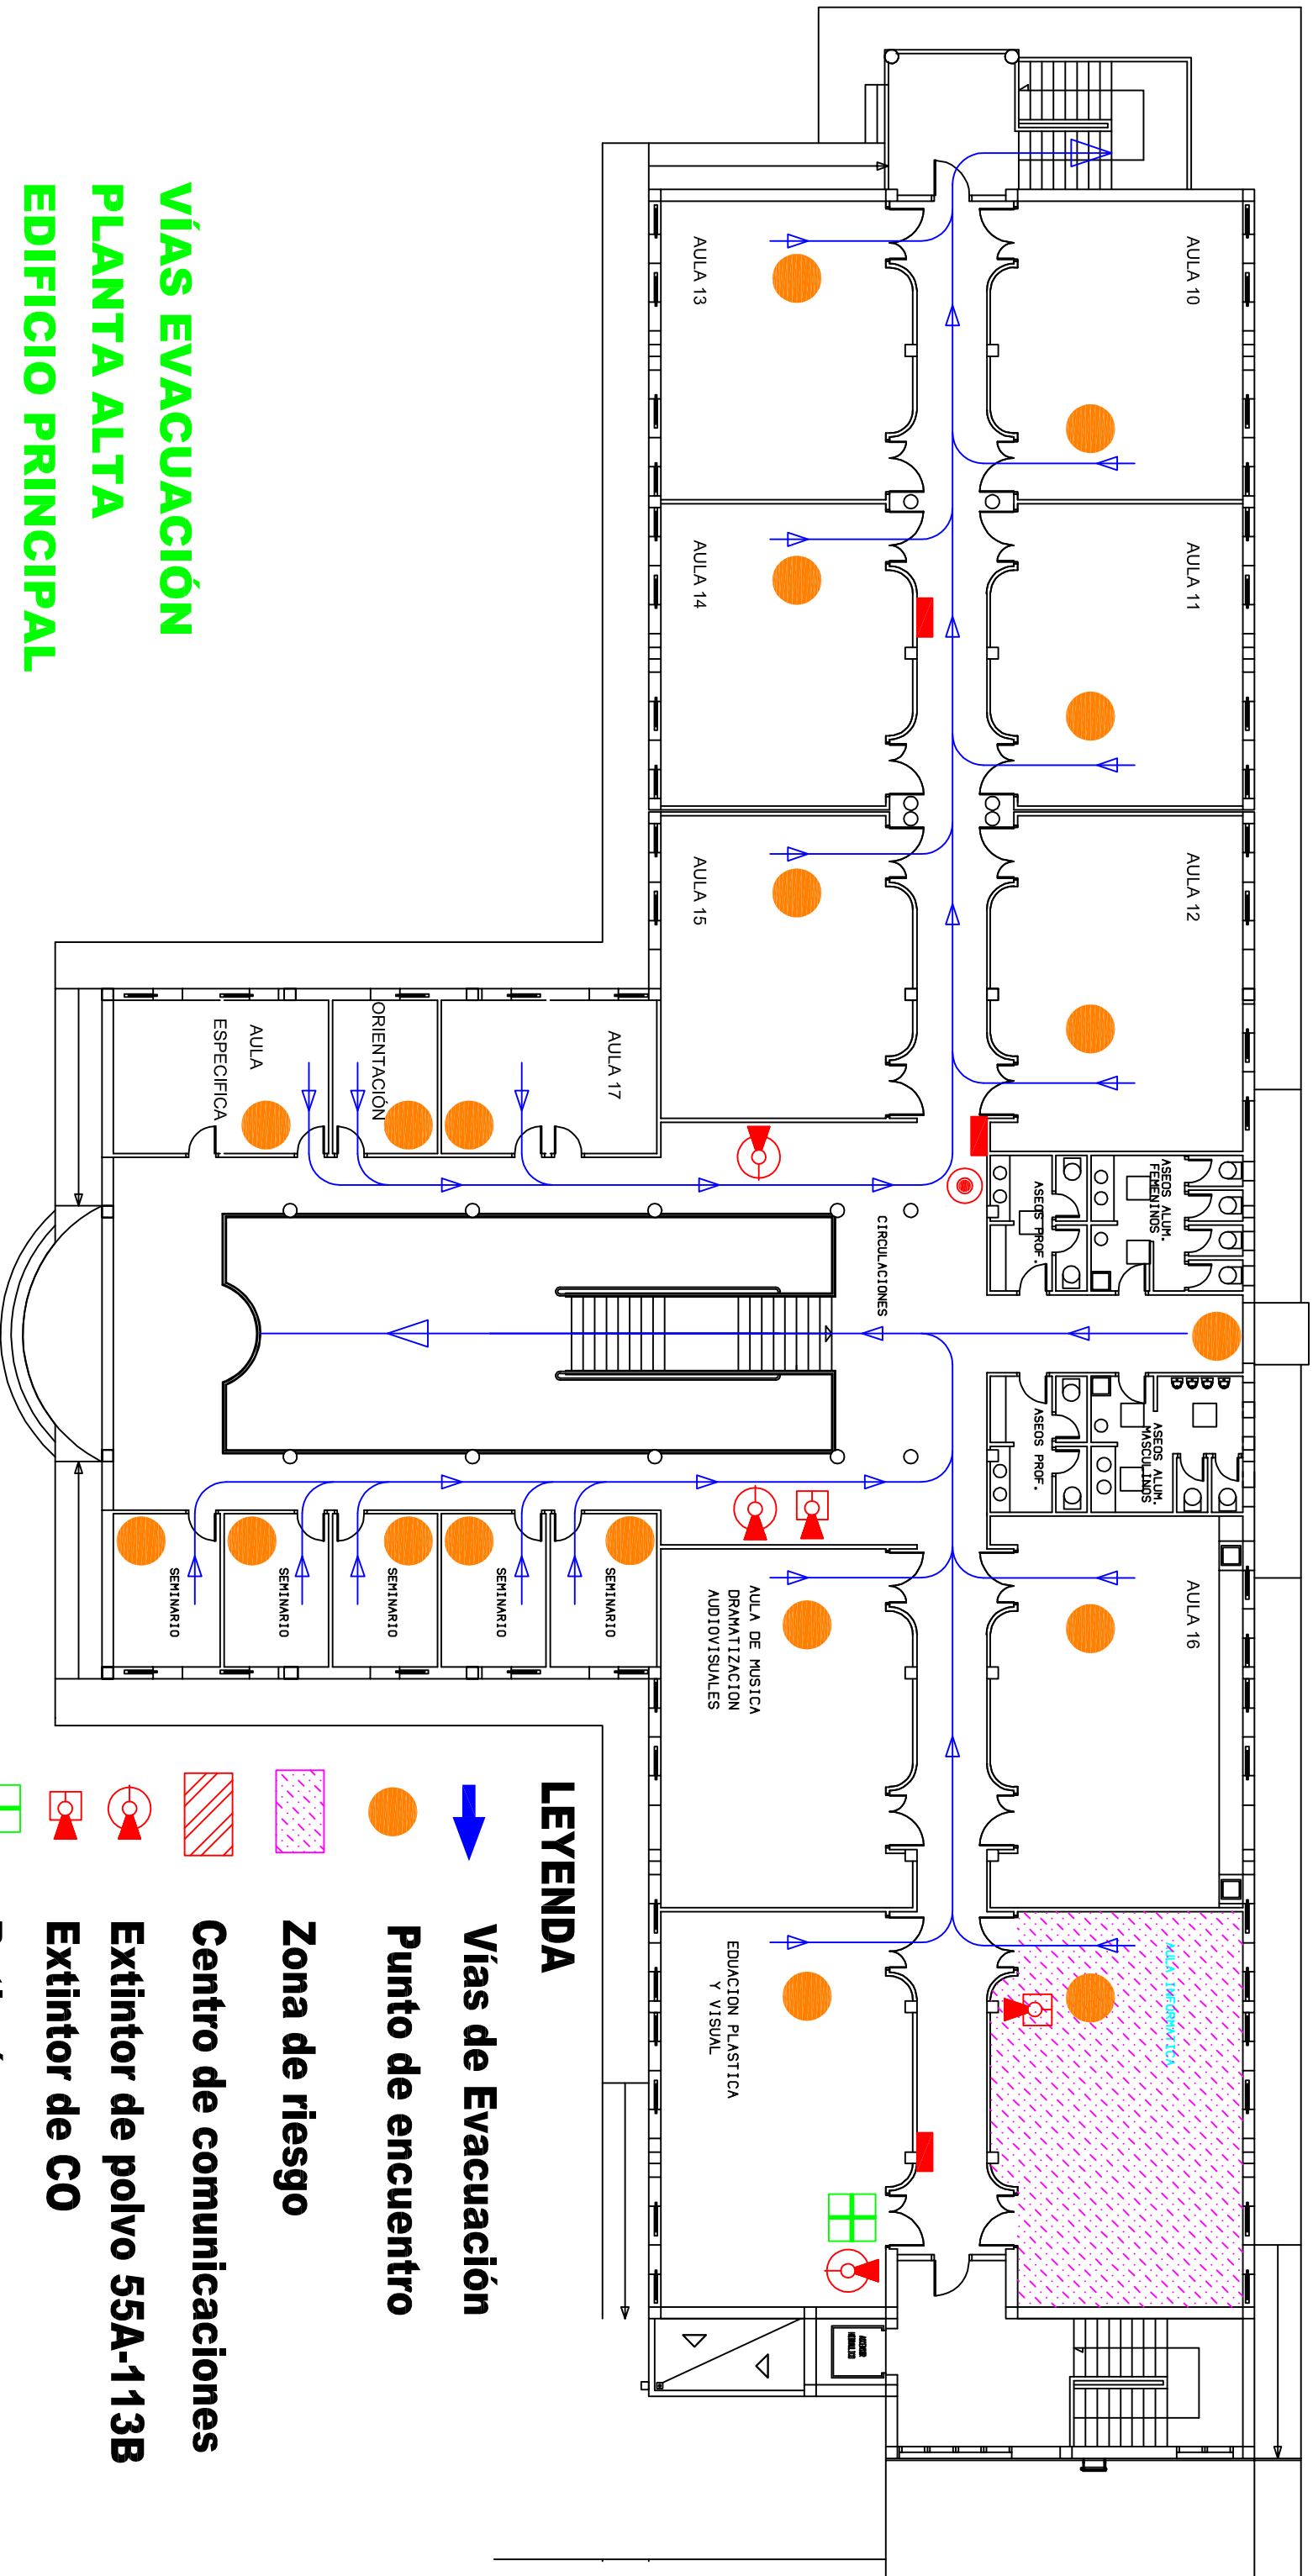 VÍAS EVACUACIÓN
PLANTA ALTA
EDIFICIO PRINCIPAL
AULA 10
AULA 11
AULA 12
AULA 13
AULA 14
AULA 15
ASEOS ALUM.
FEMENINOS
ASEOS PROF.
ASEOS ALUM.
MASCULINOS
ASEOS PROF.
CIRCULACIONES
AULA 16
AULA INFORMATICA
AULA 17
ORIENTACIÓN
AULA
ESPECIFICA
SEMINARIO
SEMINARIO
SEMINARIO
SEMINARIO
SEMINARIO
AULA DE MUSICA
DRAMATIZACION
AUDIOVISUALES
EDUACION PLASTICA
Y VISUAL
LEYENDA
Vías de Evacuación
Punto de encuentro
Zona de riesgo
Centro de comunicaciones
Extintor de polvo 55A-113B
Extintor de CO